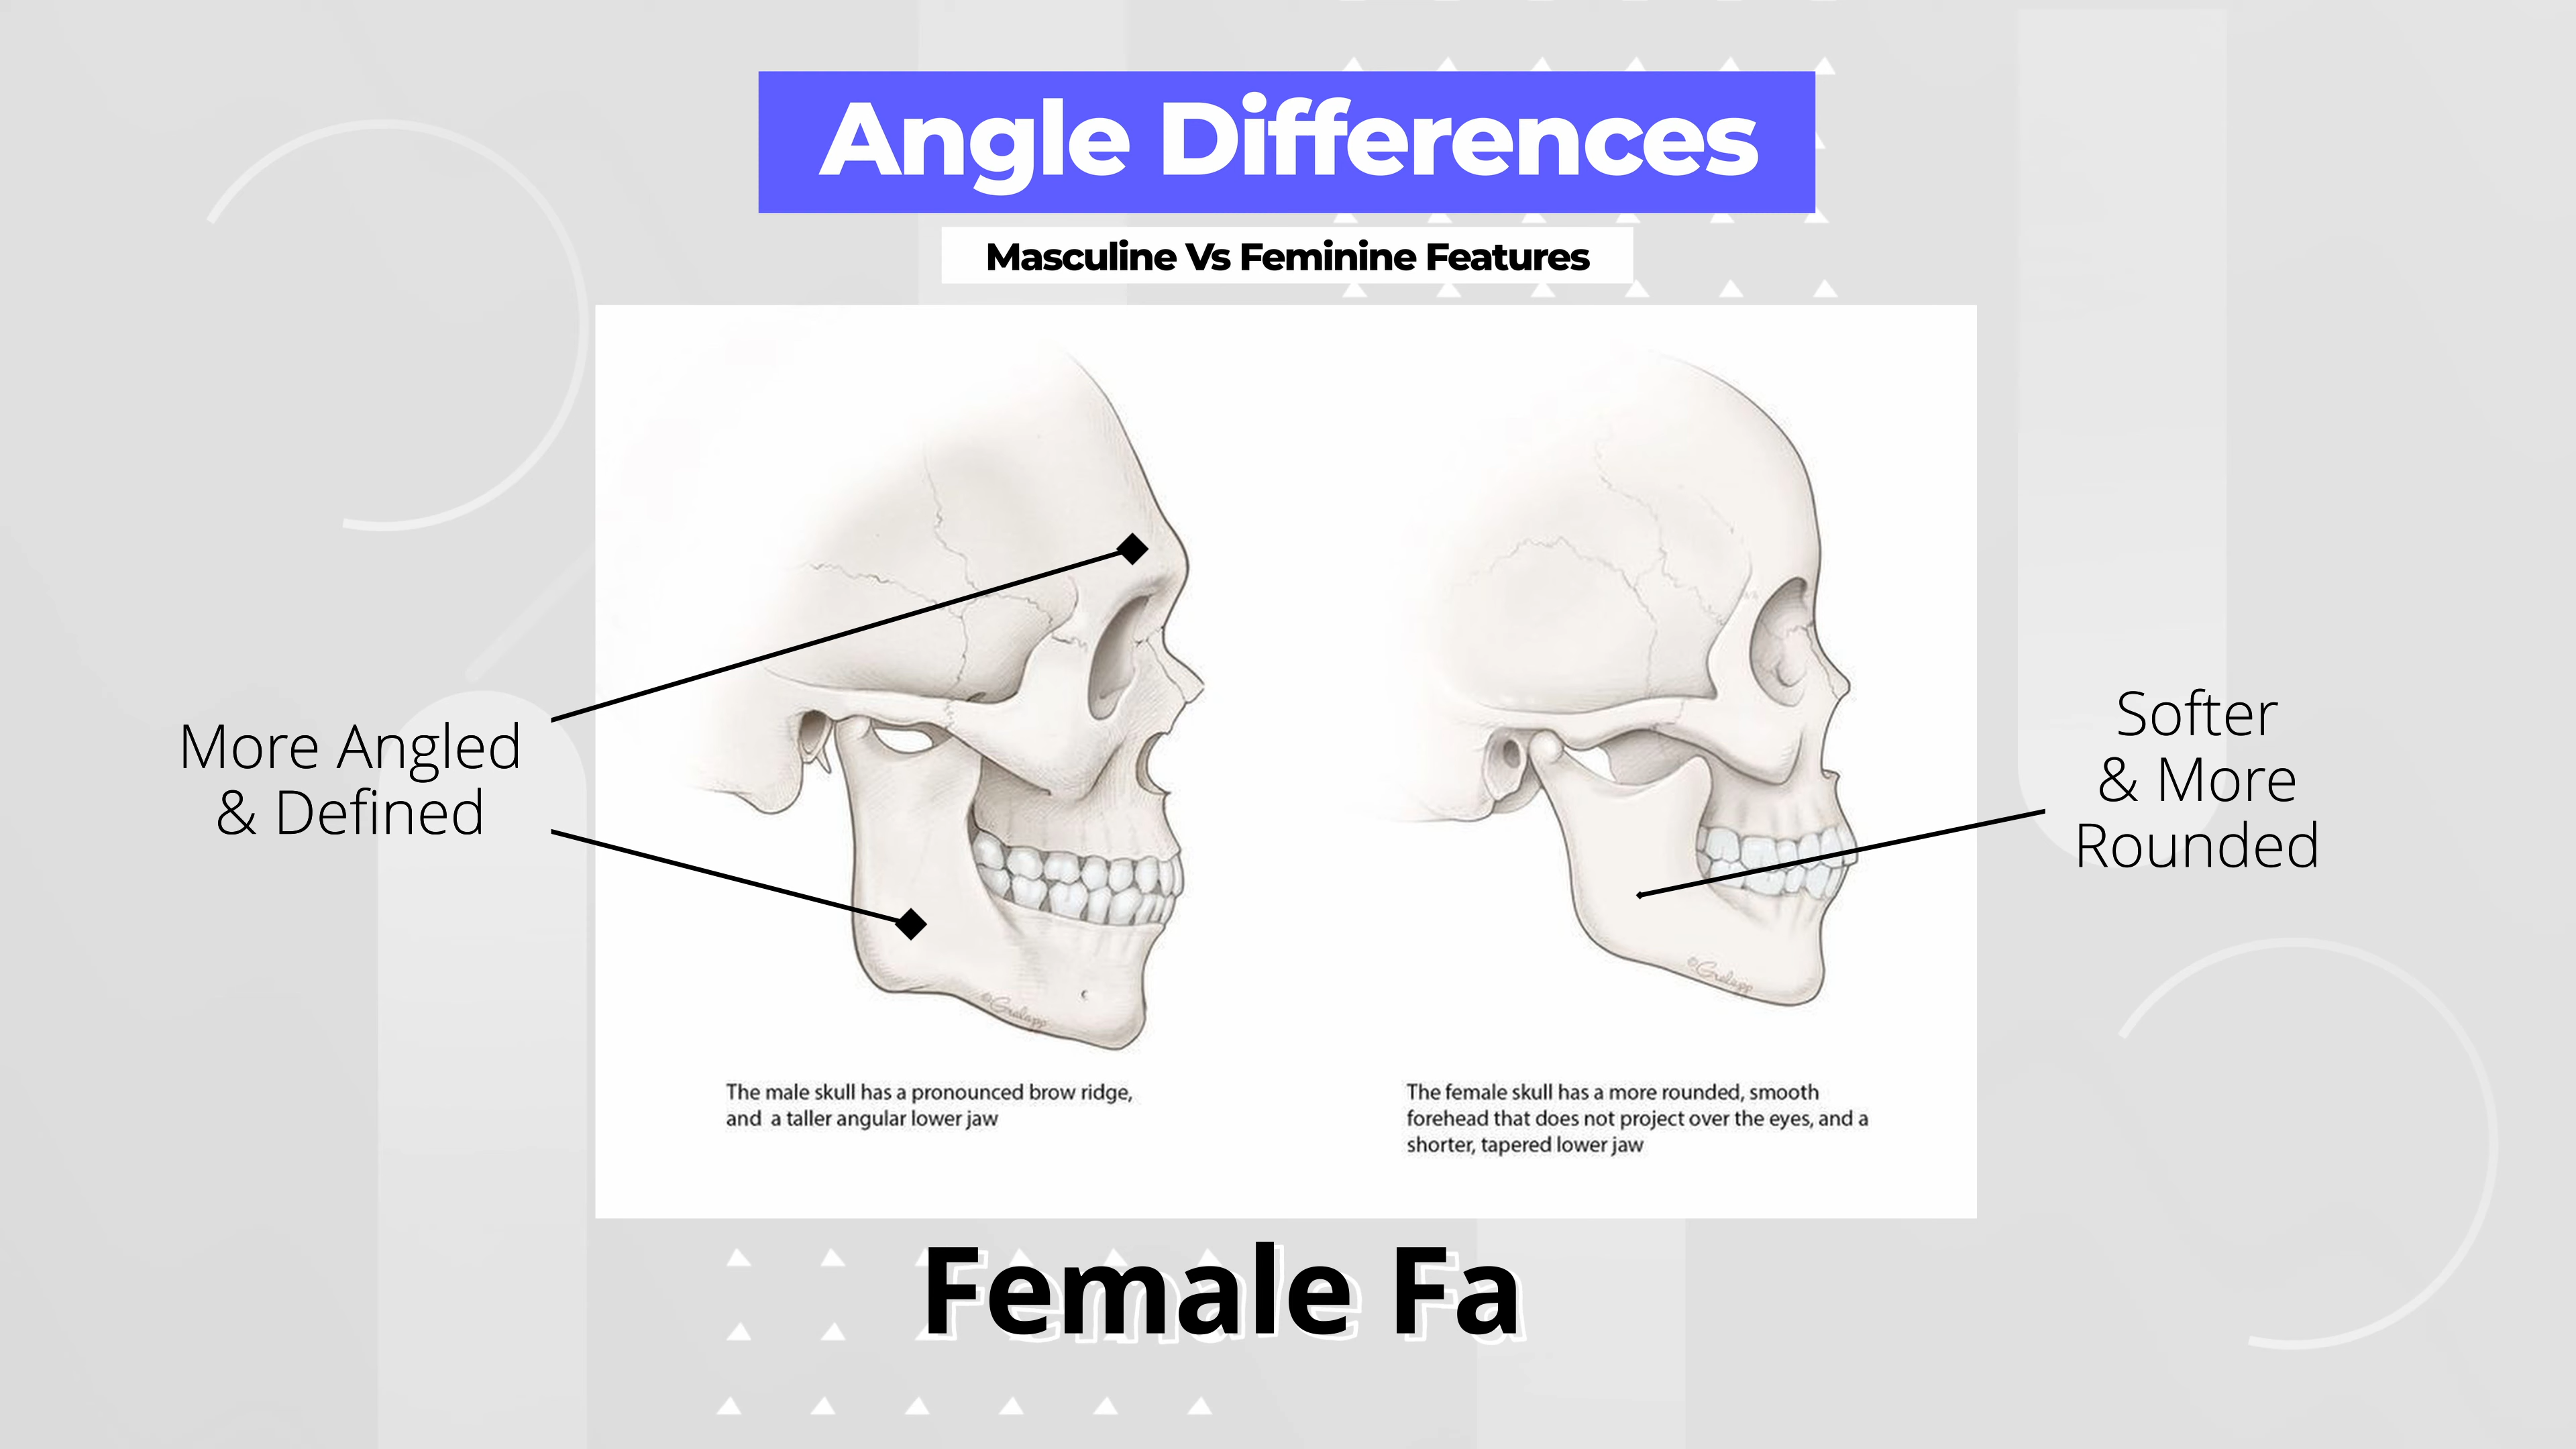 Angle Differences
Masculine Vs Feminine Features
More Angled
& Defined
Softer
& More
Rounded
©Gralapp
©Gralapp
The male skull has a pronounced brow ridge,
and a taller angular lower jaw
The female skull has a more rounded, smooth
forehead that does not project over the eyes, and a
shorter, tapered lower jaw
Female Fa